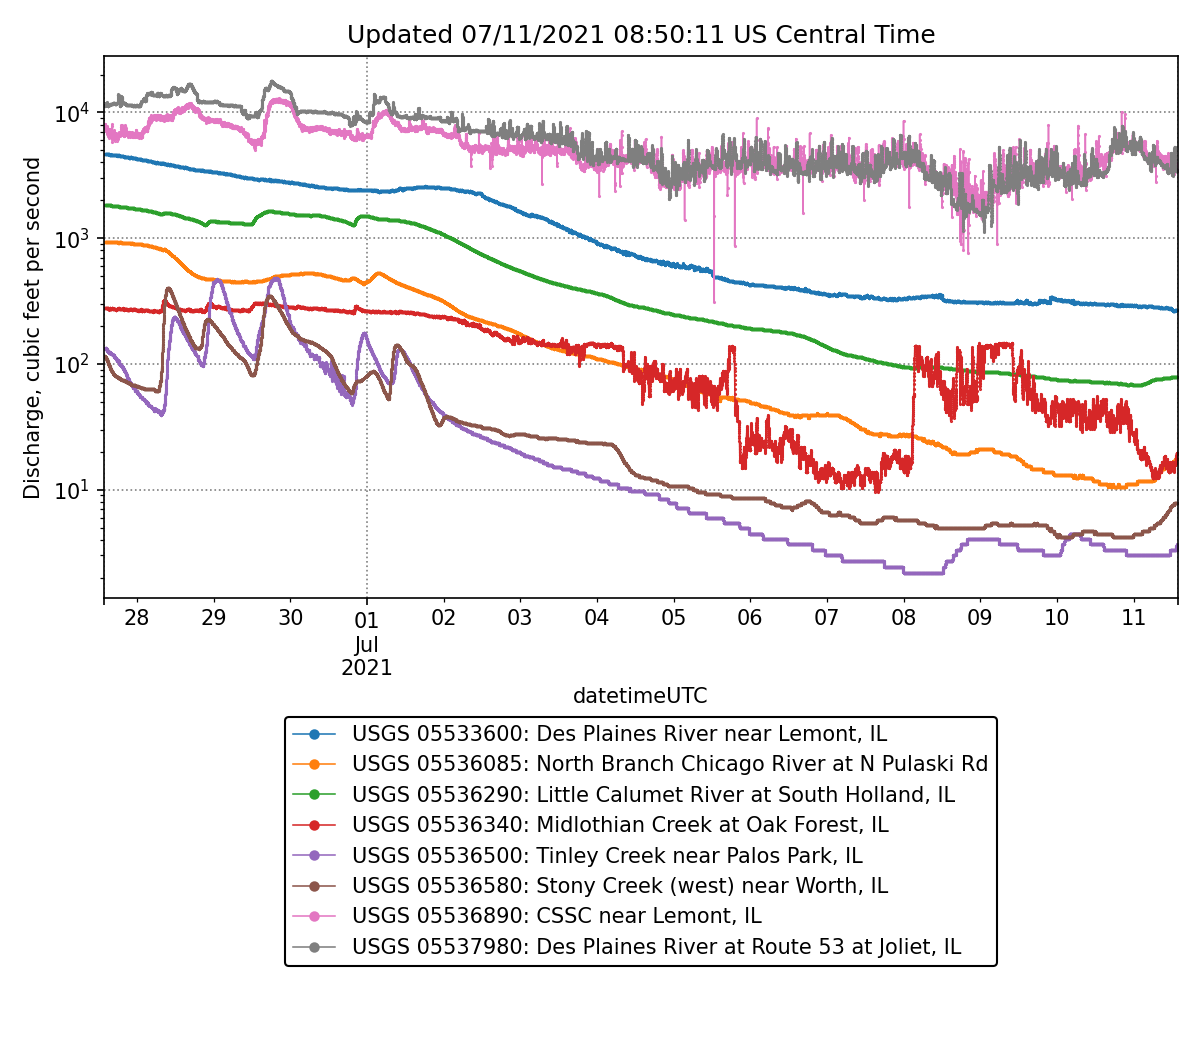 Updated 07/11/2021 08:50:11 US Central Time
Discharge, cubic feet per second
10⁴
10³
10²
10¹
28 29 30 01 02 03 04 05 06 07 08 09 10 11
Jul
2021
datetimeUTC
USGS 05533600: Des Plaines River near Lemont, IL
USGS 05536085: North Branch Chicago River at N Pulaski Rd
USGS 05536290: Little Calumet River at South Holland, IL
USGS 05536340: Midlothian Creek at Oak Forest, IL
USGS 05536500: Tinley Creek near Palos Park, IL
USGS 05536580: Stony Creek (west) near Worth, IL
USGS 05536890: CSSC near Lemont, IL
USGS 05537980: Des Plaines River at Route 53 at Joliet, IL